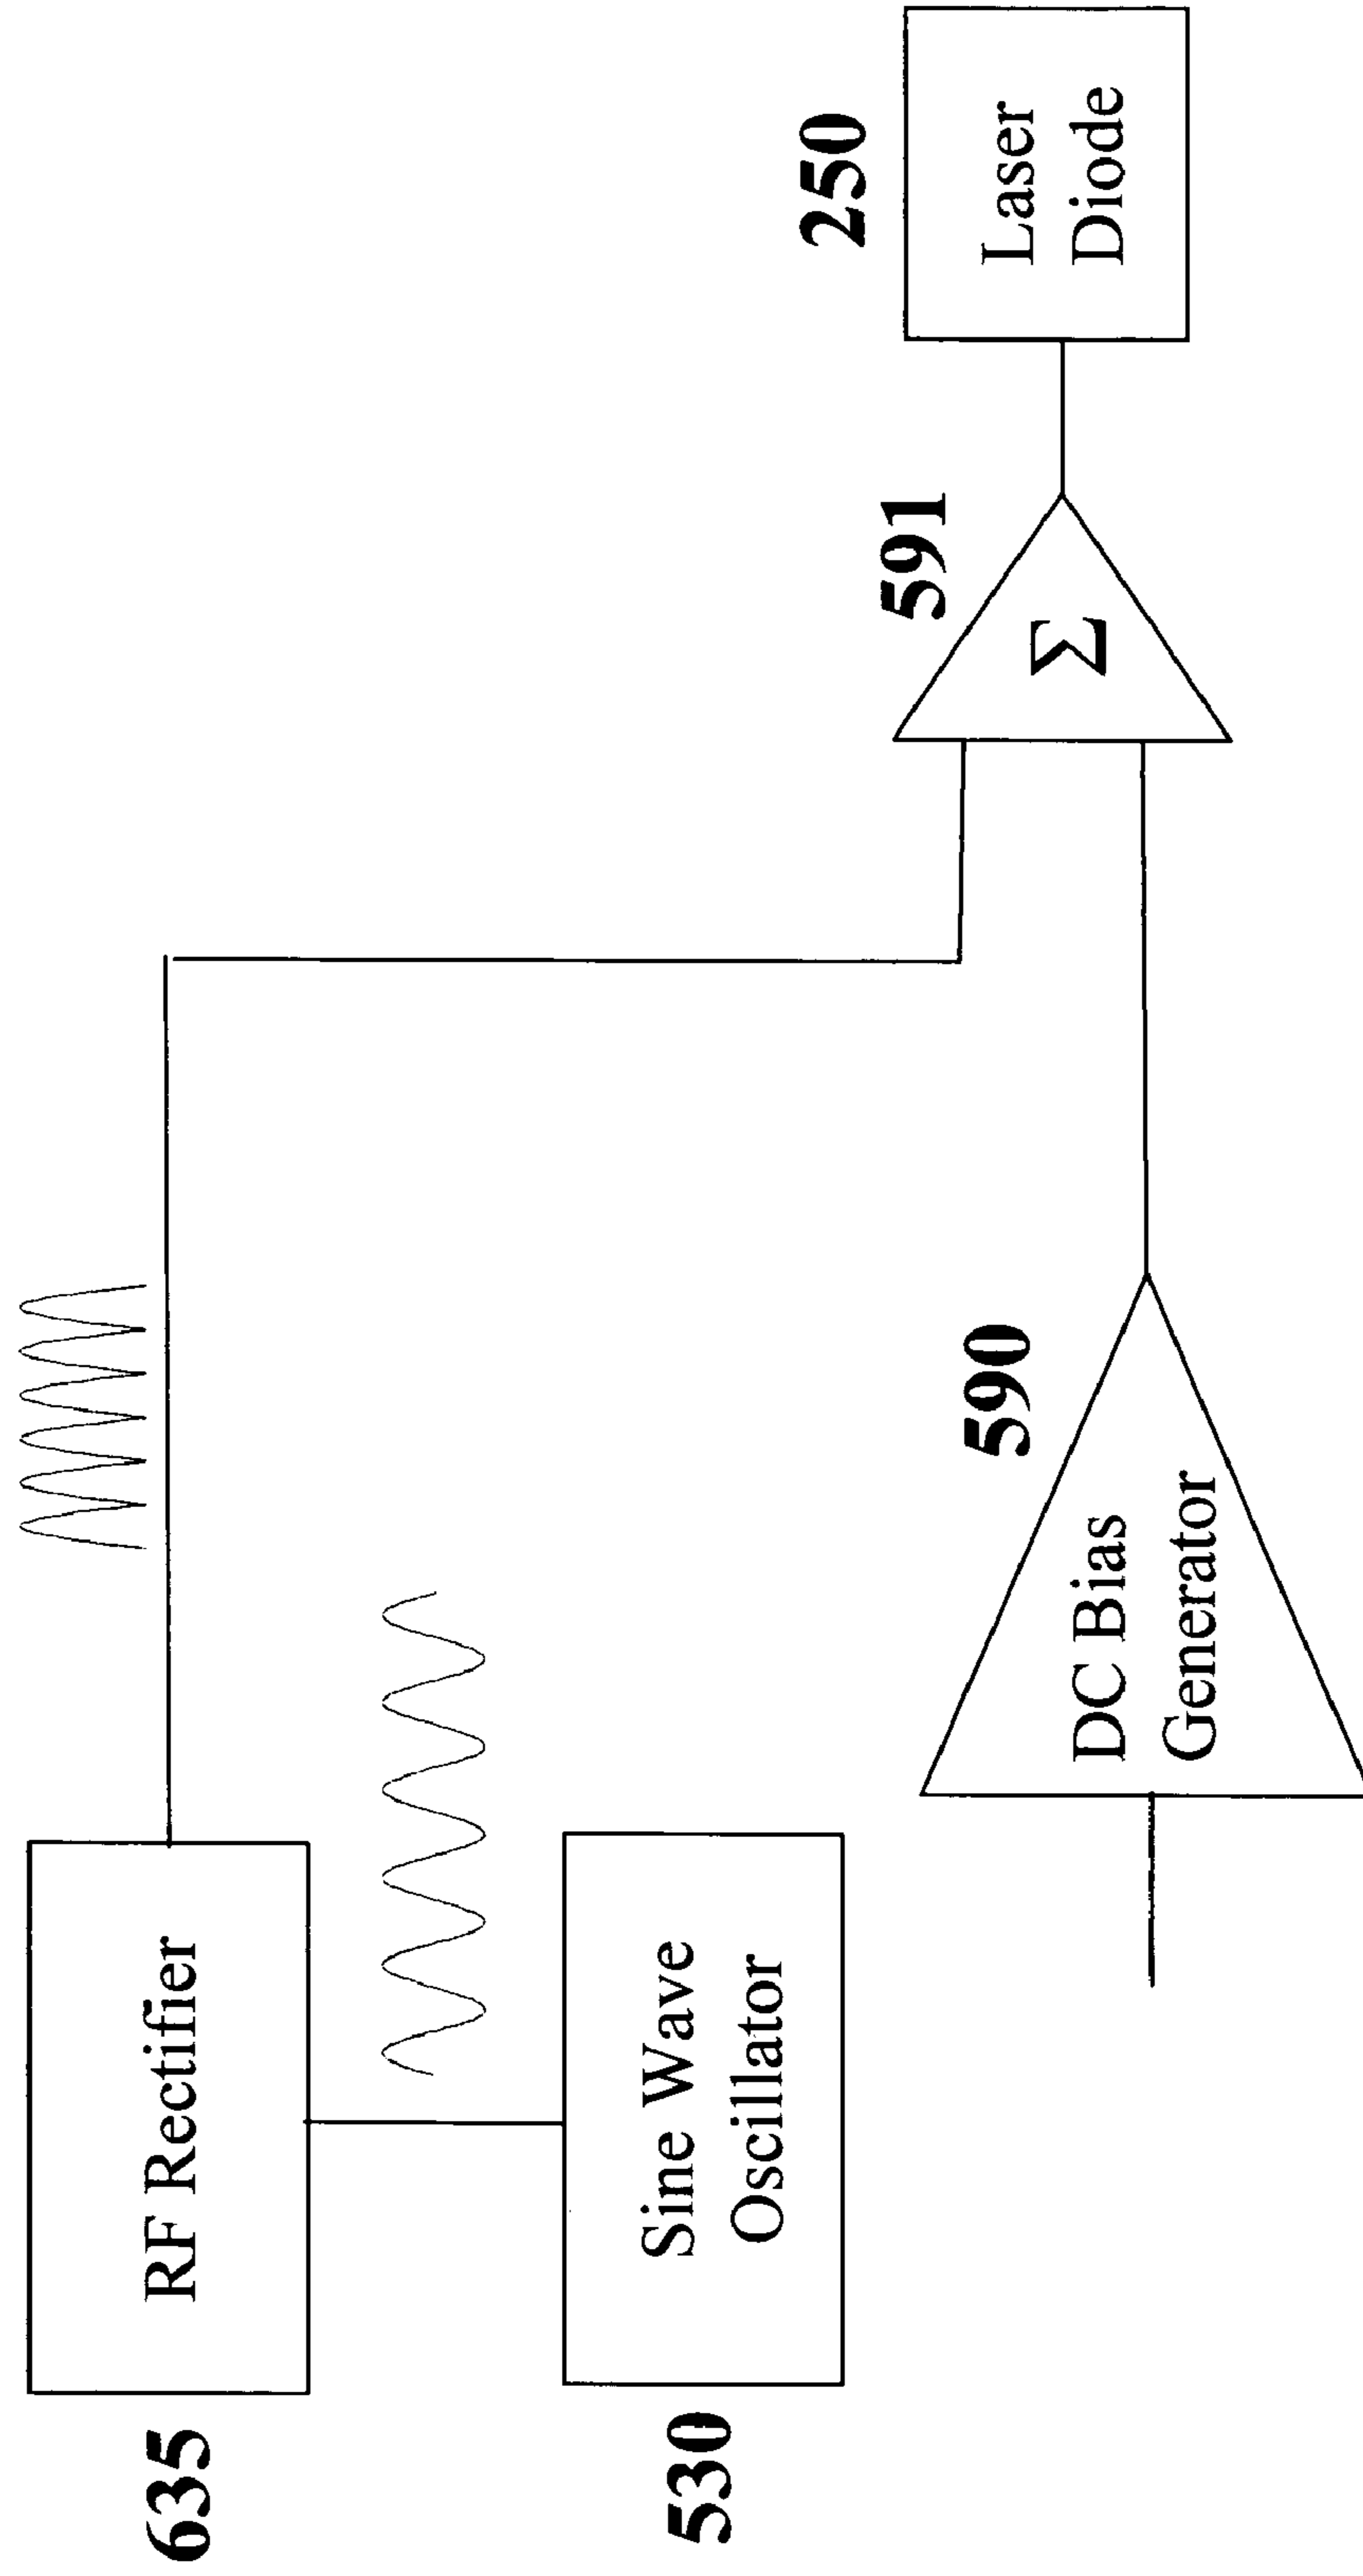 635
RF Rectifier
530
Sine Wave
Oscillator
590
DC Bias
Generator
591
Σ
250
Laser
Diode